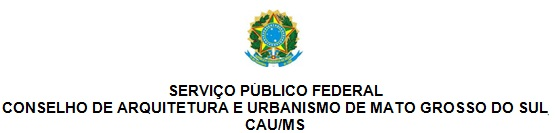 SERVIÇO PÚBLICO FEDERAL
CONSELHO DE ARQUITETURA E URBANISMO DE MATO GROSSO DO SUL
CAU/MS